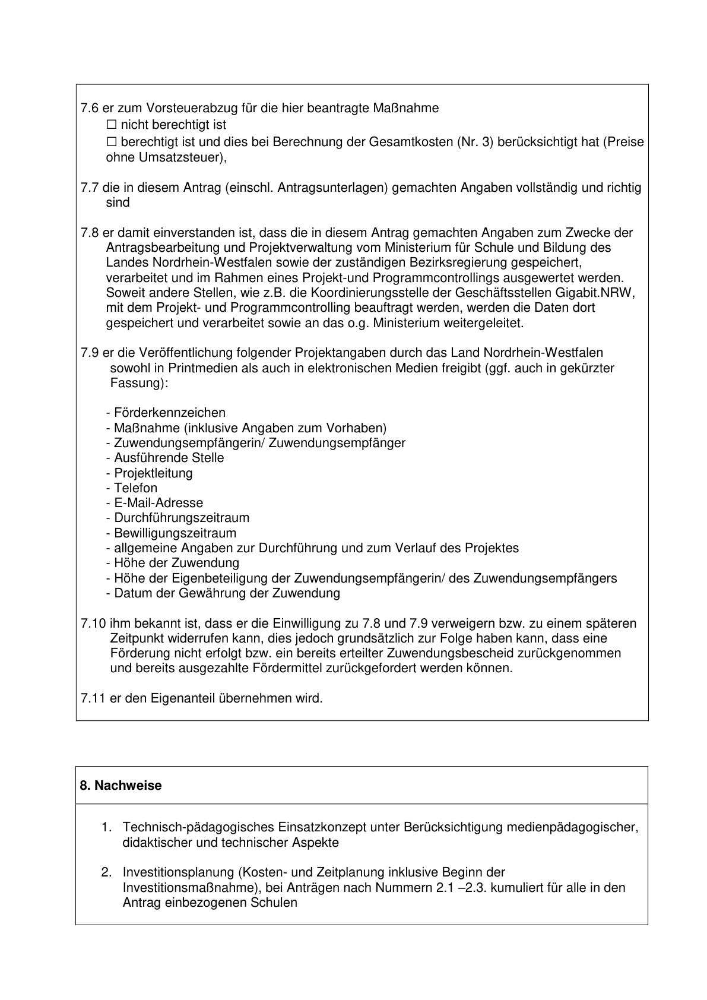 7.6 er zum Vorsteuerabzug für die hier beantragte Maßnahme
☐ nicht berechtigt ist
☐ berechtigt ist und dies bei Berechnung der Gesamtkosten (Nr. 3) berücksichtigt hat (Preise
ohne Umsatzsteuer),
7.7 die in diesem Antrag (einschl. Antragsunterlagen) gemachten Angaben vollständig und richtig
sind
7.8 er damit einverstanden ist, dass die in diesem Antrag gemachten Angaben zum Zwecke der
Antragsbearbeitung und Projektverwaltung vom Ministerium für Schule und Bildung des
Landes Nordrhein-Westfalen sowie der zuständigen Bezirksregierung gespeichert,
verarbeitet und im Rahmen eines Projekt-und Programmcontrollings ausgewertet werden.
Soweit andere Stellen, wie z.B. die Koordinierungsstelle der Geschäftsstellen Gigabit.NRW,
mit dem Projekt- und Programmcontrolling beauftragt werden, werden die Daten dort
gespeichert und verarbeitet sowie an das o.g. Ministerium weitergeleitet.
7.9 er die Veröffentlichung folgender Projektangaben durch das Land Nordrhein-Westfalen
sowohl in Printmedien als auch in elektronischen Medien freigibt (ggf. auch in gekürzter
Fassung):
- Förderkennzeichen
- Maßnahme (inklusive Angaben zum Vorhaben)
- Zuwendungsempfängerin/ Zuwendungsempfänger
- Ausführende Stelle
- Projektleitung
- Telefon
- E-Mail-Adresse
- Durchführungszeitraum
- Bewilligungszeitraum
- allgemeine Angaben zur Durchführung und zum Verlauf des Projektes
- Höhe der Zuwendung
- Höhe der Eigenbeteiligung der Zuwendungsempfängerin/ des Zuwendungsempfängers
- Datum der Gewährung der Zuwendung
7.10 ihm bekannt ist, dass er die Einwilligung zu 7.8 und 7.9 verweigern bzw. zu einem späteren
Zeitpunkt widerrufen kann, dies jedoch grundsätzlich zur Folge haben kann, dass eine
Förderung nicht erfolgt bzw. ein bereits erteilter Zuwendungsbescheid zurückgenommen
und bereits ausgezahlte Fördermittel zurückgefordert werden können.
7.11 er den Eigenanteil übernehmen wird.
8. Nachweise
1. Technisch-pädagogisches Einsatzkonzept unter Berücksichtigung medienpädagogischer,
didaktischer und technischer Aspekte
2. Investitionsplanung (Kosten- und Zeitplanung inklusive Beginn der
Investitionsmaßnahme), bei Anträgen nach Nummern 2.1 –2.3. kumuliert für alle in den
Antrag einbezogenen Schulen